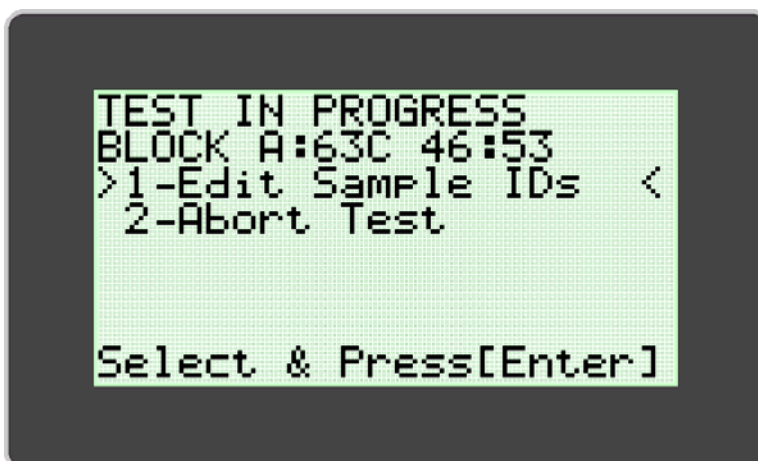 TEST IN PROGRESS
BLOCK A:63C 46:53
>1-Edit Sample IDs <
2-Abort Test
Select & Press[Enter]